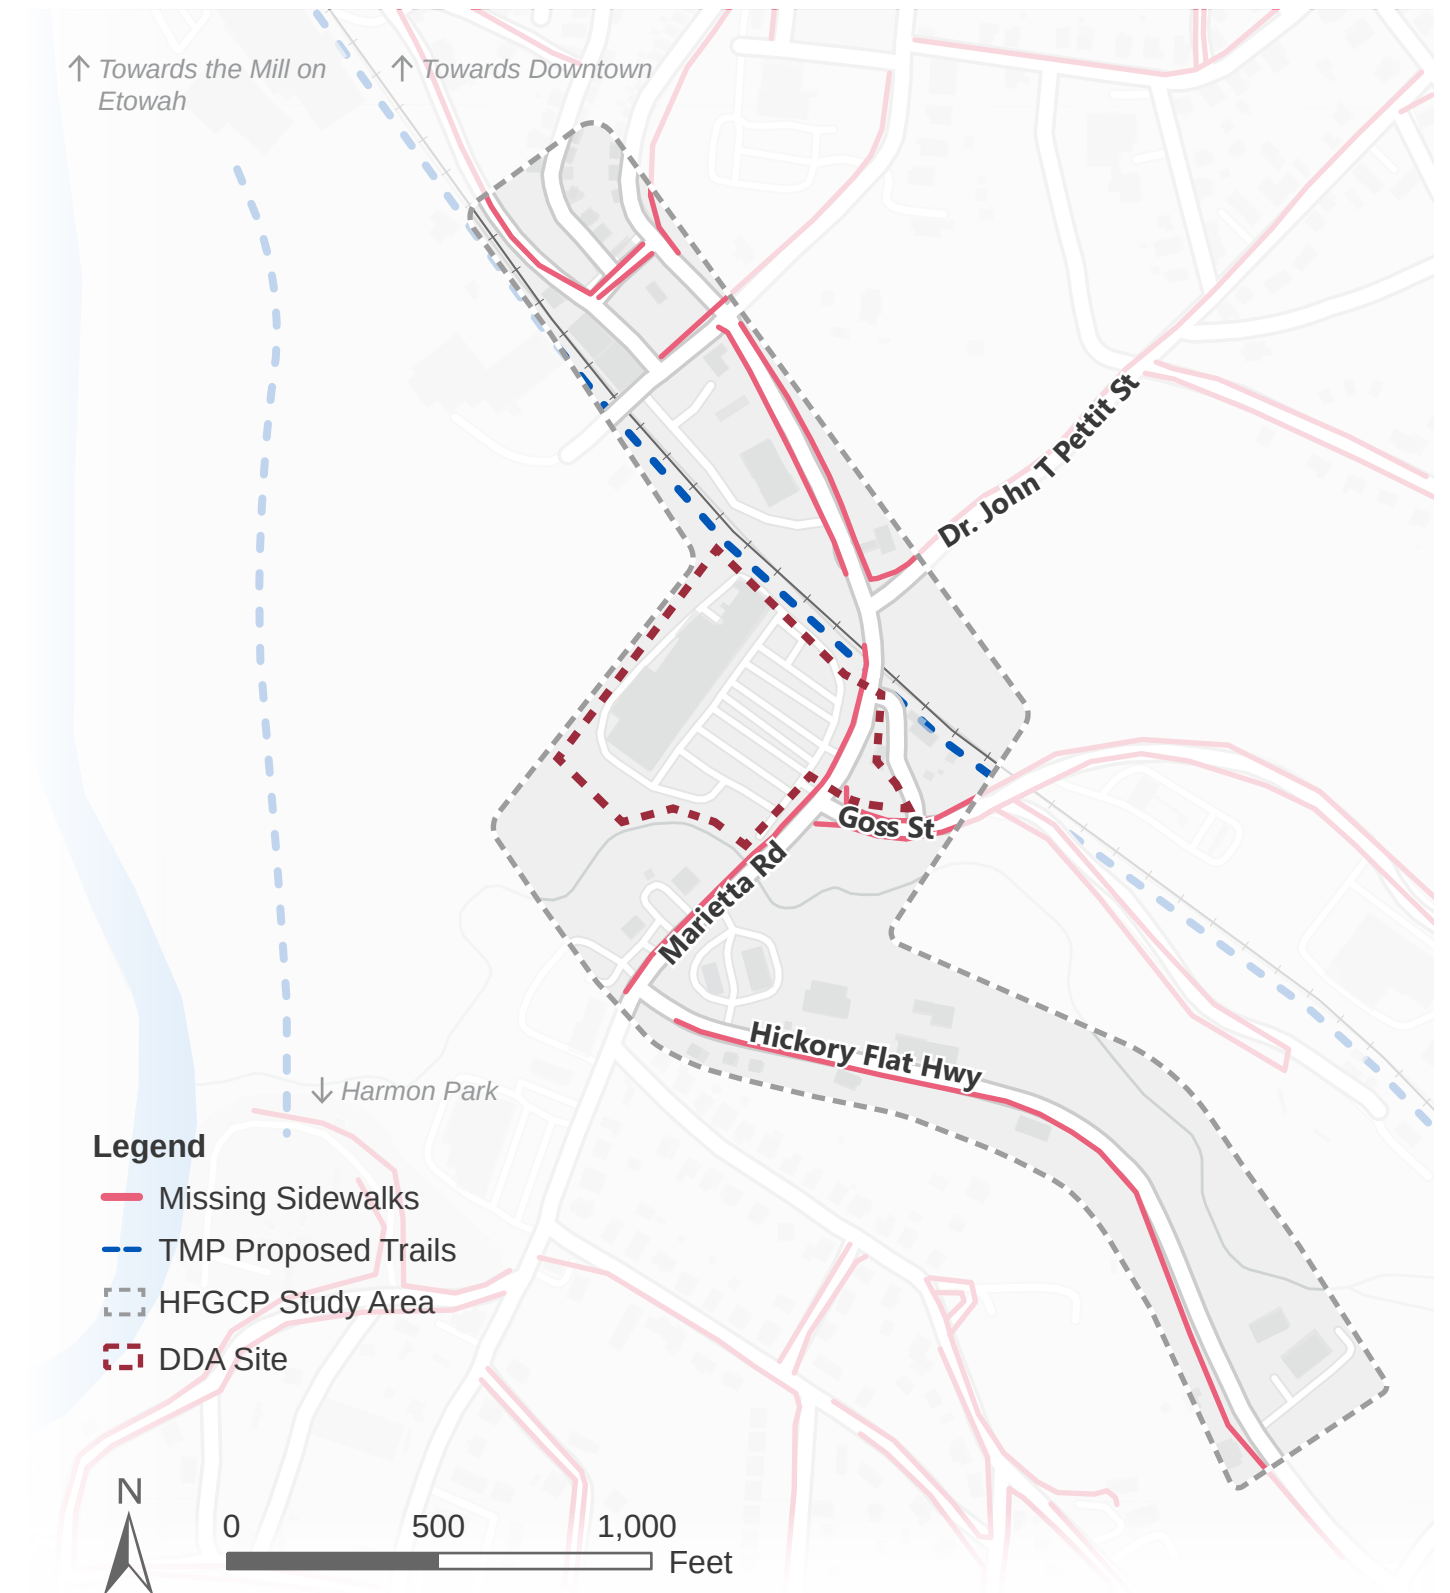 ↑ Towards the Mill on
Etowah
↑ Towards Downtown
Dr. John T Pettit St
Goss St
Marietta Rd
Hickory Flat Hwy
↓ Harmon Park
Legend
Missing Sidewalks
TMP Proposed Trails
HFGCP Study Area
DDA Site
N
0 500 1,000
Feet